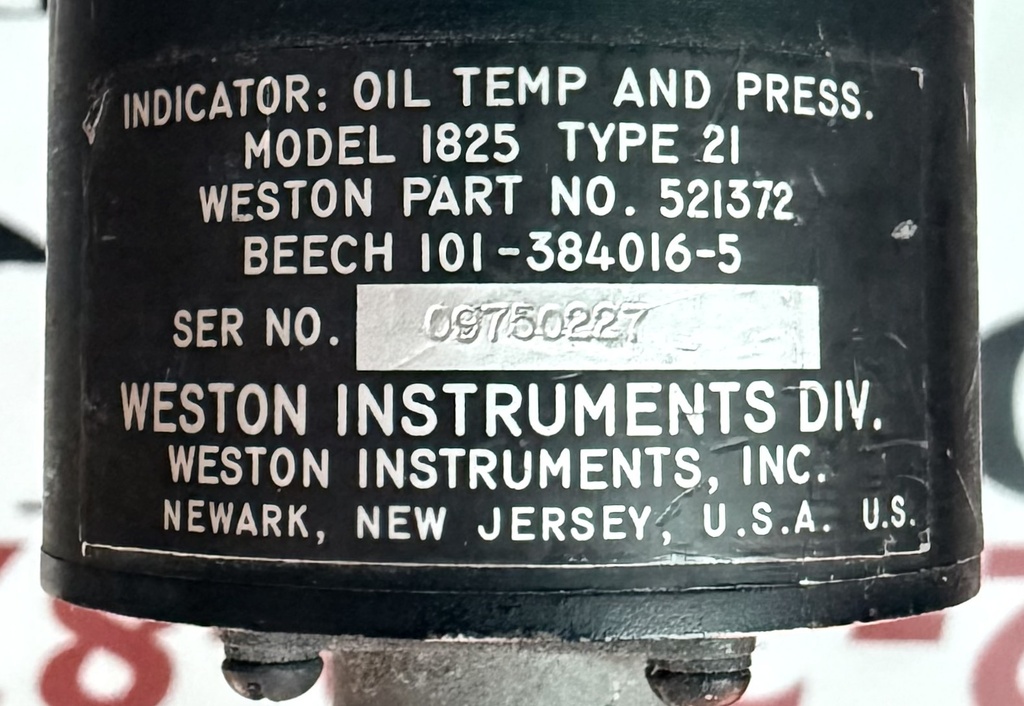 INDICATOR: OIL TEMP AND PRESS.
MODEL 1825 TYPE 21
WESTON PART NO. 521372
BEECH 101-384016-5
SER NO. 09750227
WESTON INSTRUMENTS DIV.
WESTON INSTRUMENTS, INC.
NEWARK, NEW JERSEY, U.S.A. U.S.